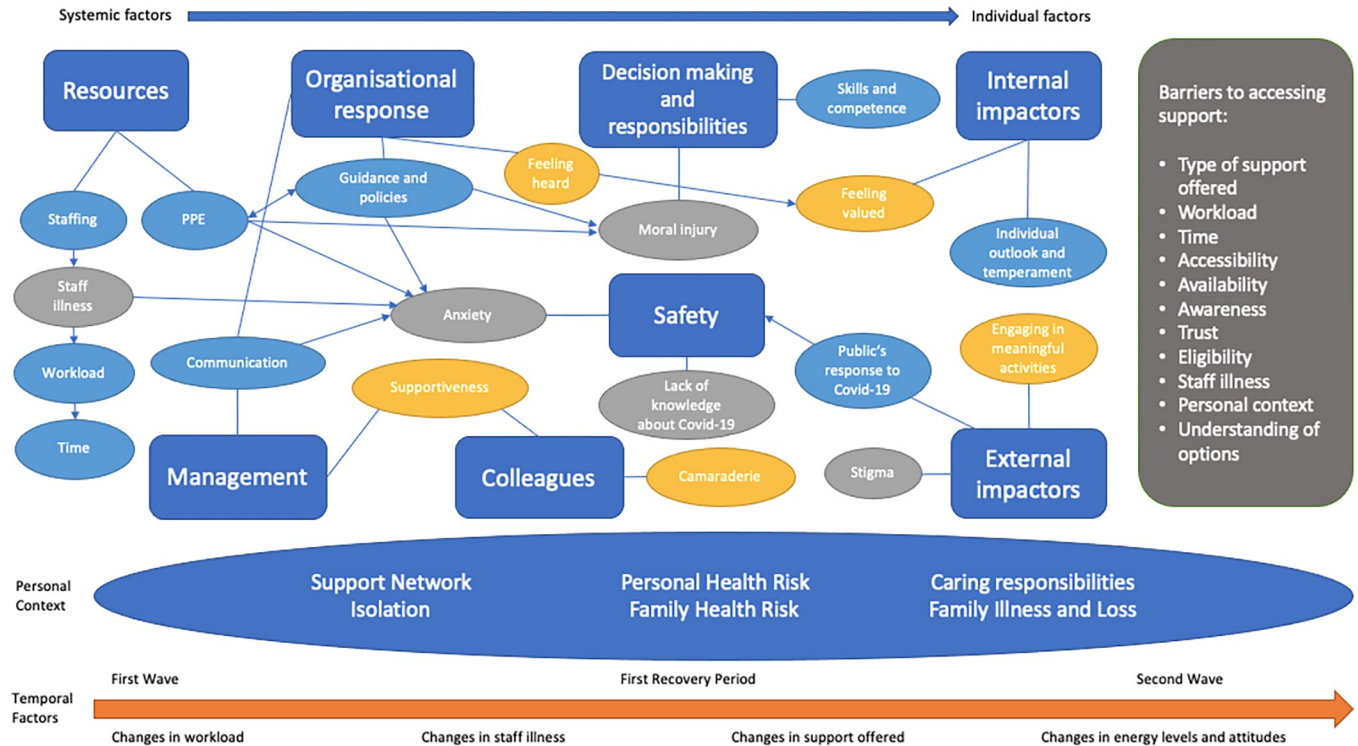 Systemic factors
Individual factors
Resources
Organisational
response
Decision making
and
responsibilities
Skills and
competence
Internal
impactors
Feeling
heard
Guidance and
policies
Feeling
valued
Staffing
PPE
Moral injury
Individual
outlook and
temperament
Staff
illness
Anxiety
Safety
Engaging in
meaningful
activities
Communication
Workload
Supportiveness
Public's
response to
Covid-19
Lack of
knowledge
about Covid-19
Time
Management
Colleagues
Camaraderie
Stigma
External
impactors
Barriers to accessing
support:
• Type of support
offered
• Workload
• Time
• Accessibility
• Availability
• Awareness
• Trust
• Eligibility
• Staff illness
• Personal context
• Understanding of
options
Personal
Context
Support Network
Isolation
Personal Health Risk
Family Health Risk
Caring responsibilities
Family Illness and Loss
First Wave
First Recovery Period
Second Wave
Temporal
Factors
Changes in workload
Changes in staff illness
Changes in support offered
Changes in energy levels and attitudes